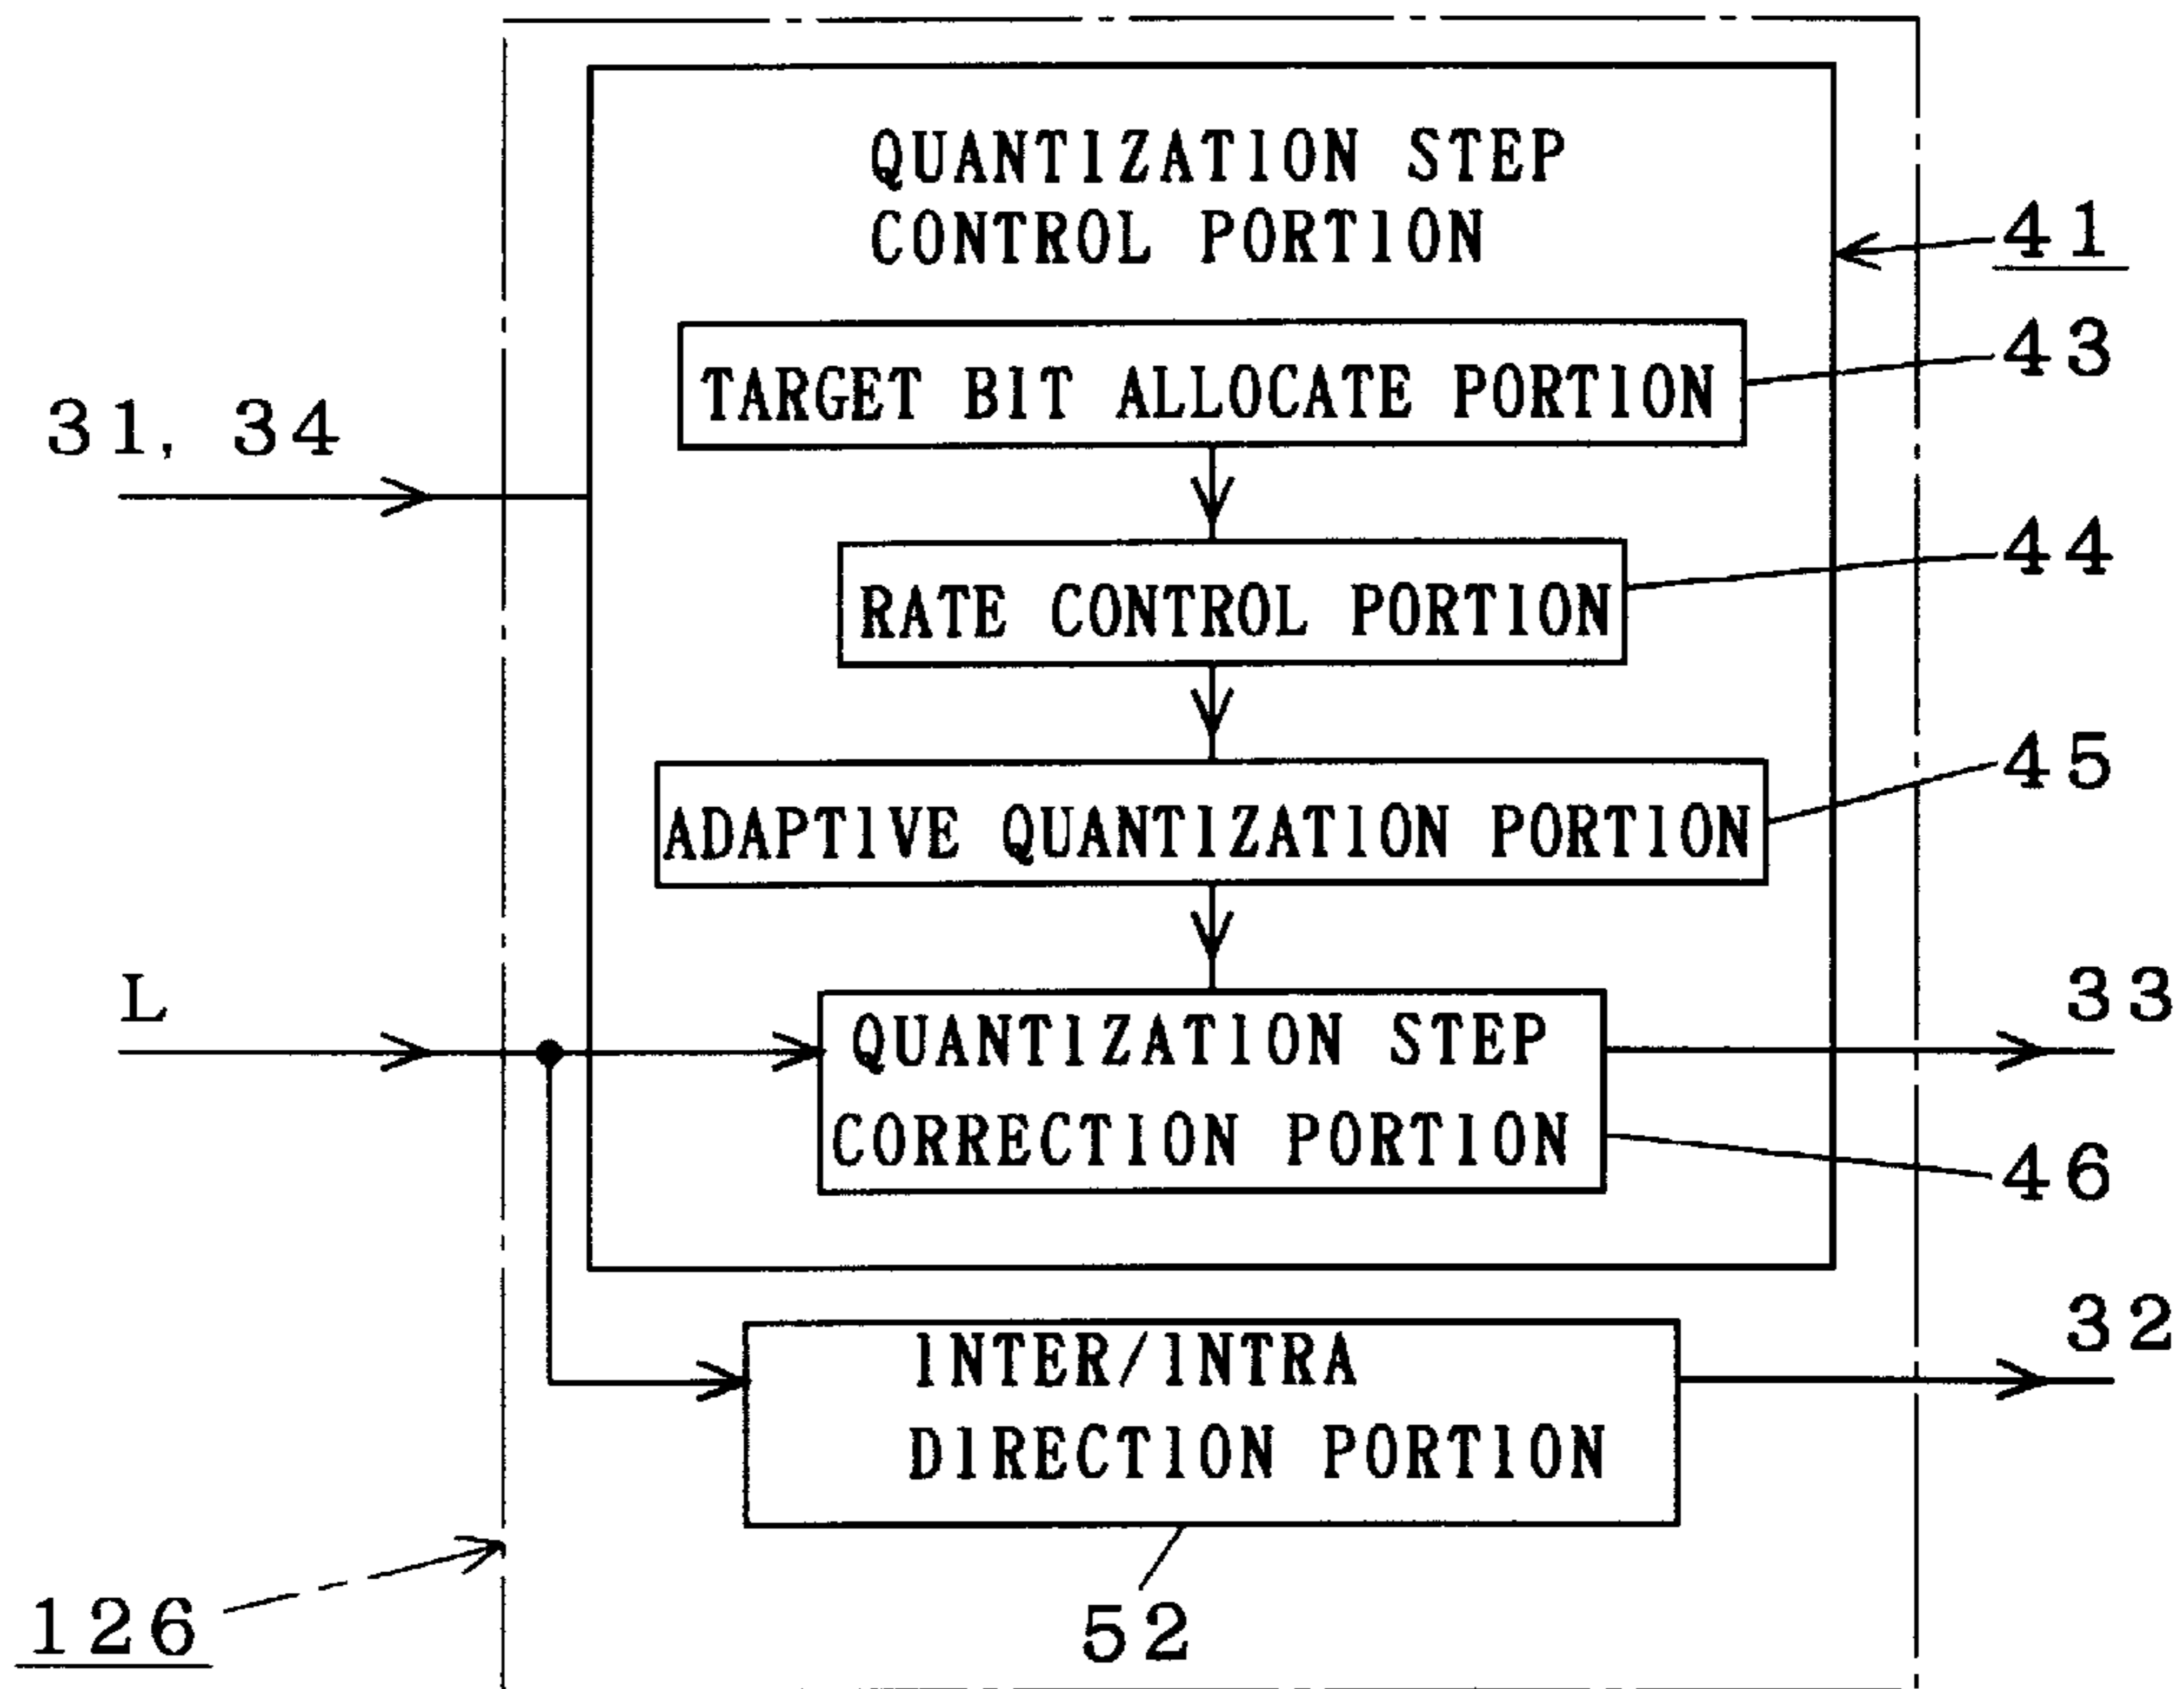 QUANTIZATION STEP
CONTROL PORTION
41
TARGET BIT ALLOCATE PORTION
43
31, 34
RATE CONTROL PORTION
44
ADAPTIVE QUANTIZATION PORTION
45
L
QUANTIZATION STEP
CORRECTION PORTION
33
46
INTER/INTRA
DIRECTION PORTION
32
52
126